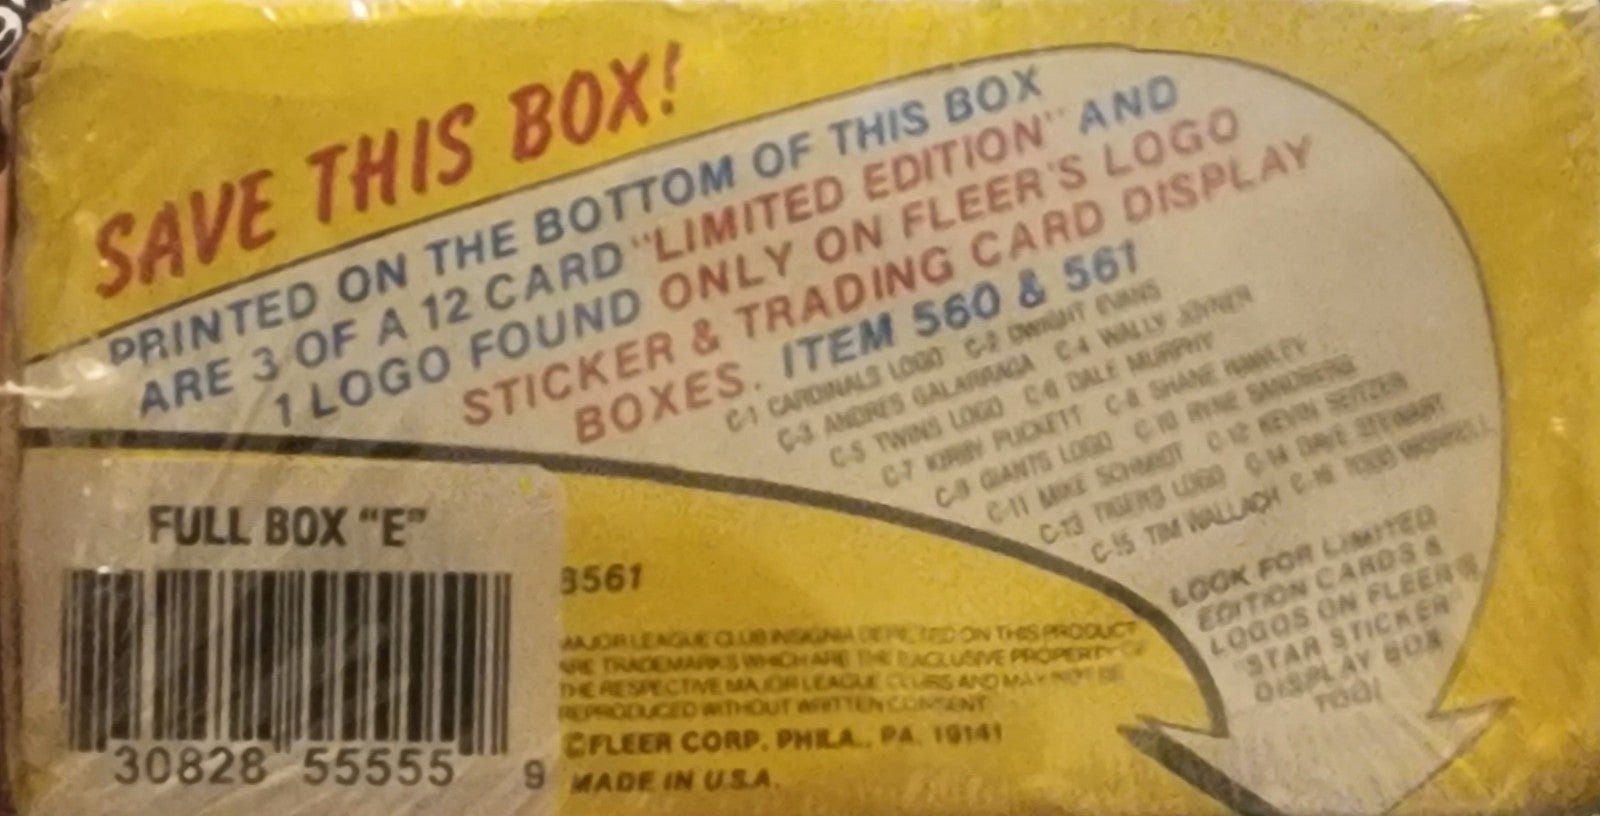 SAVE THIS BOX!
PRINTED ON THE BOTTOM OF THIS BOX
ARE 3 OF A 12 CARD "LIMITED EDITION" AND
1 LOGO FOUND ONLY ON FLEER'S LOGO
STICKER & TRADING CARD DISPLAY
BOXES. ITEM 560 & 561
C-1 CARDINALS LOGO C-2 DWIGHT EVANS
C-3 ANDRES GALARRAGA C-4 WALLY JOYNER
C-5 TWINS LOGO C-6 DALE MURPHY
C-7 KIRBY PUCKETT C-8 SHANE RAWLEY
C-9 GIANTS LOGO C-10 RYNE SANDBERG
C-11 MIKE SCHMIDT C-12 KEVIN SEITZER
C-13 TIGERS LOGO C-14 DAVE STEWART
C-15 TIM WALLACH C-16 TODD WORRELL
LOOK FOR LIMITED
EDITION CARDS &
LOGOS ON FLEER'S
STAR STICKER
DISPLAY BOX
TOO!
FULL BOX "E"
30828 55555 9
3561
MAJOR LEAGUE CLUB INSIGNIA DEPICTED ON THIS PRODUCT
ARE TRADEMARKS WHICH ARE THE EXCLUSIVE PROPERTY OF
THE RESPECTIVE MAJOR LEAGUE CLUBS AND MAY NOT BE
REPRODUCED WITHOUT WRITTEN CONSENT
©FLEER CORP. PHILA., PA. 19141
MADE IN U.S.A.